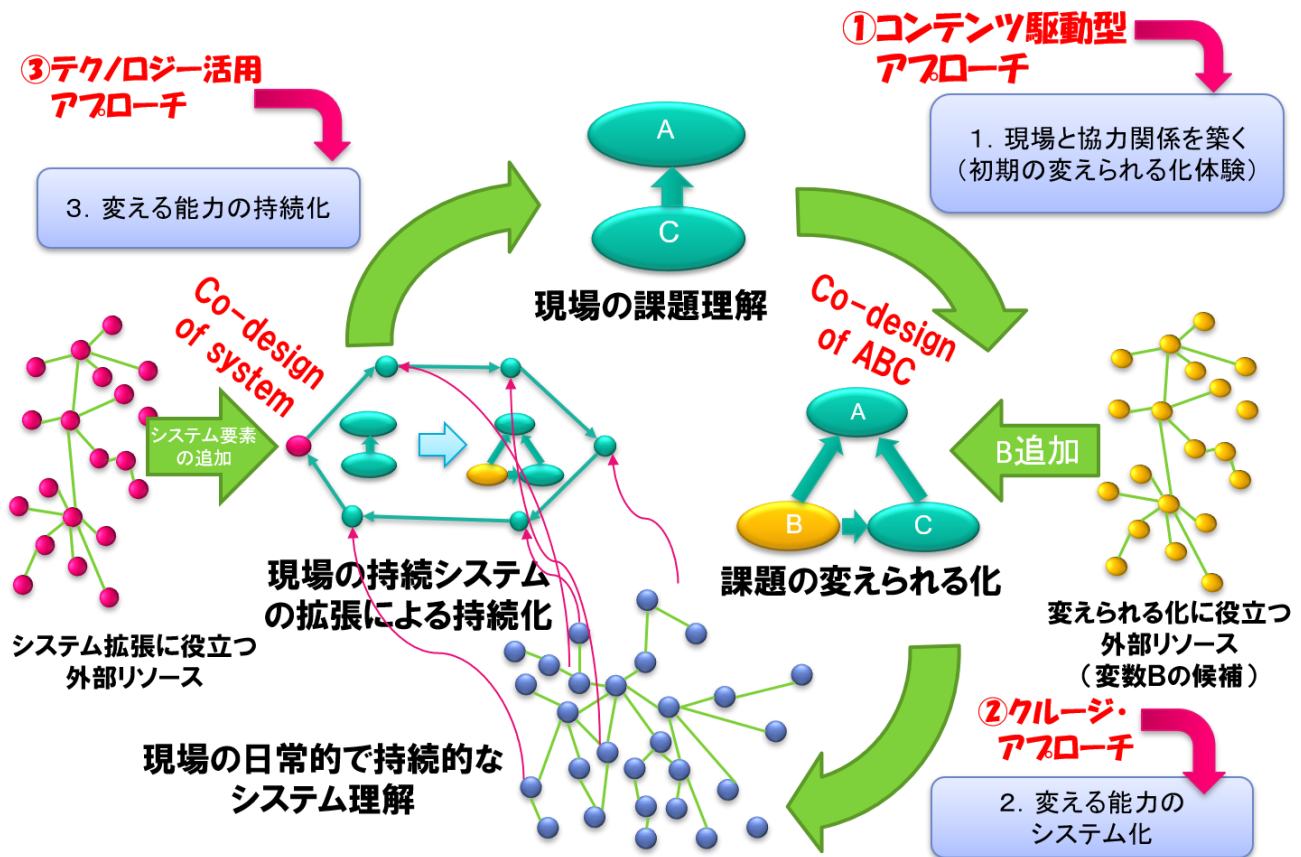 ①コンテンツ駆動型
アプローチ
1. 現場と協力関係を築く
(初期の変えられる化体験)
③テクノロジー活用
アプローチ
3. 変える能力の持続化
A
C
現場の課題理解
Co-design
of ABC
A
B
C
課題の変えられる化
B追加
変えられる化に役立つ
外部リソース
(変数Bの候補)
②クルージ・
アプローチ
2. 変える能力の
システム化
現場の日常的で持続的な
システム理解
Co-design
of system
システム要素
の追加
現場の持続システム
の拡張による持続化
システム拡張に役立つ
外部リソース